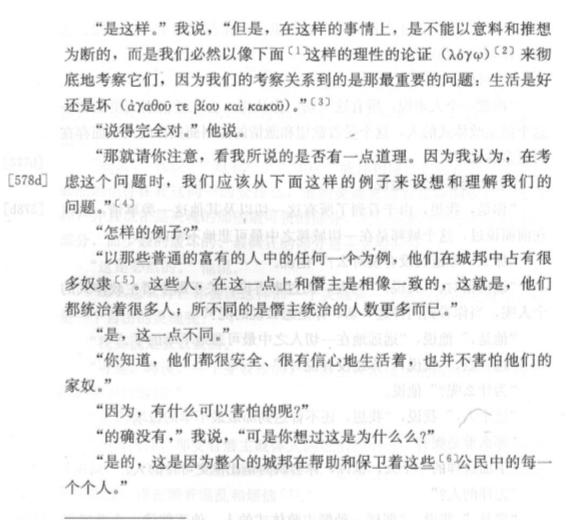 “是这样。”我说，“但是，在这样的事情上，是不能以意料和推想
为断的，而是我们必然以像下面［1］这样的理性的论证（λόγῳ）［2］来彻
底地考察它们，因为我们的考察关系到的是那最重要的问题：生活是好
还是坏（ἀγαθοῦ τε βίου καὶ κακοῦ）。”［3］
“说得完全对。”他说。
“那就请你注意，看我所说的是否有一点道理。因为我认为，在考
[578d] 虑这个问题时，我们应该从下面这样的例子来设想和理解我们的
问题。”［4］
“怎样的例子？”
“以那些普通的富有的人中的任何一个为例，他们在城邦中占有很
多奴隶［5］。这些人，在这一点上和僭主是相像一致的，这就是，他们
都统治着很多人；所不同的是僭主统治的人数更多而已。”
“是，这一点不同。”
“你知道，他们都很安全、很有信心地生活着，也并不害怕他们的
家奴。”
“因为，有什么可以害怕的呢？”
“的确没有，”我说，“可是你想过这是为什么么？”
“是的，这是因为整个的城邦在帮助和保卫着这些［6］公民中的每一
个个人。”